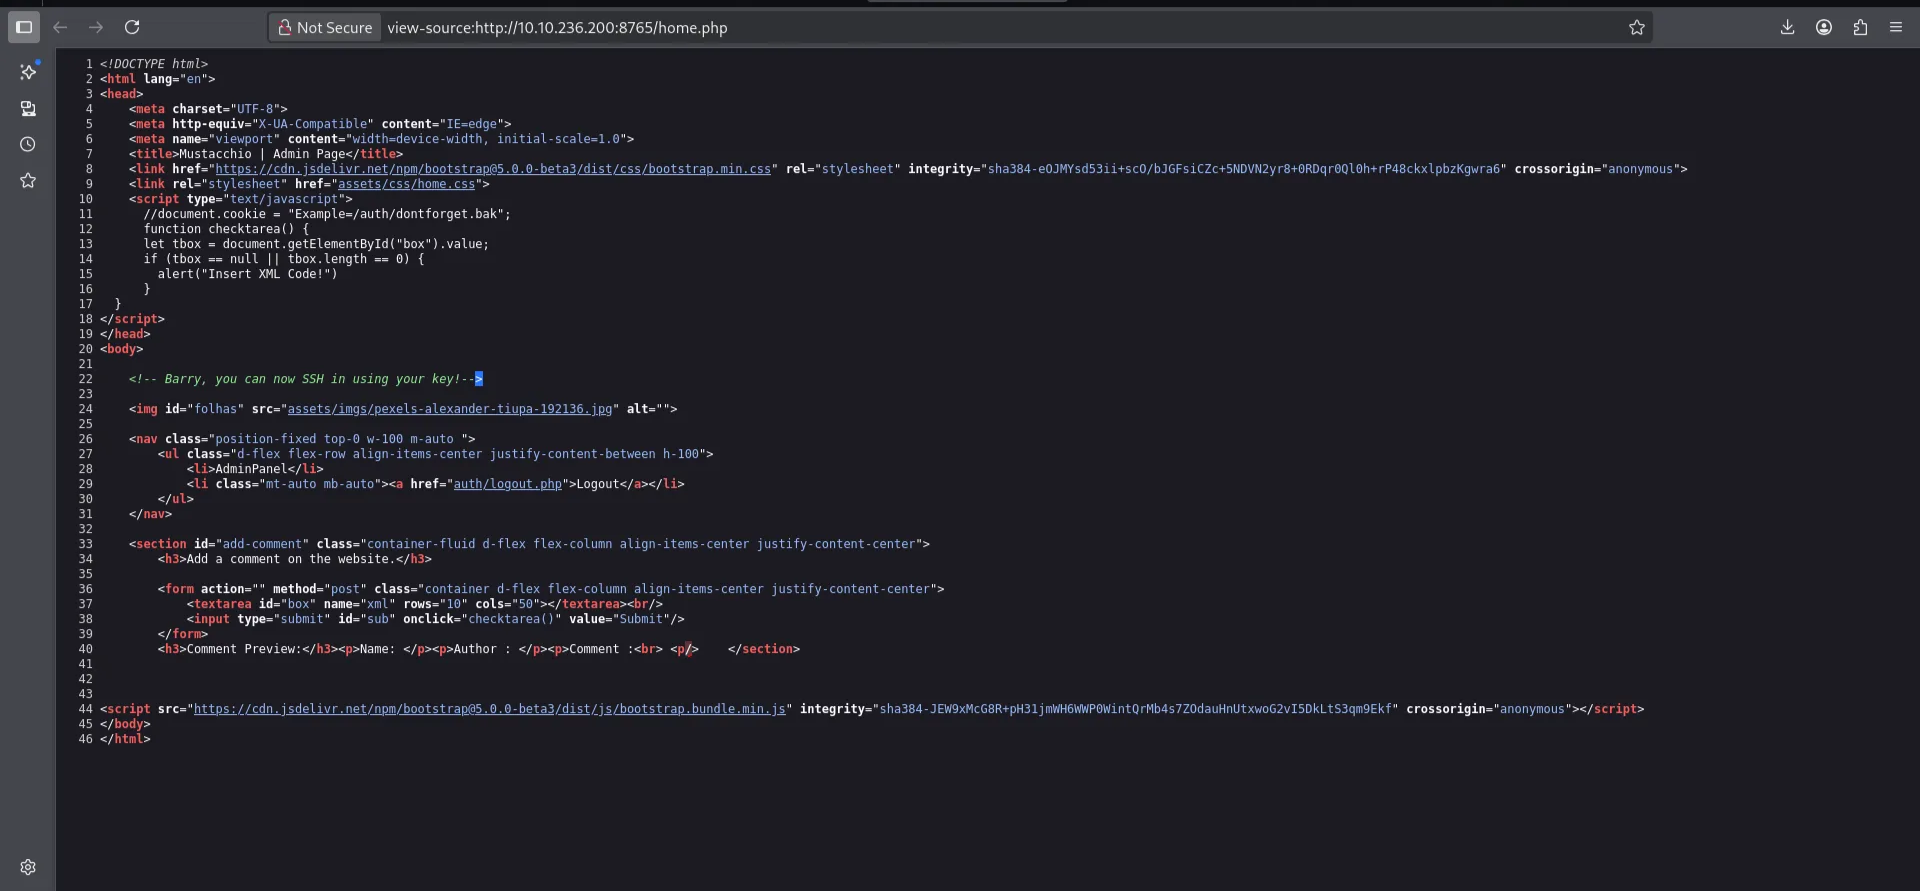 Not Secure view-source:http://10.10.236.200:8765/home.php
1 <!DOCTYPE html>
2 <html lang="en">
3 <head>
4     <meta charset="UTF-8">
5     <meta http-equiv="X-UA-Compatible" content="IE=edge">
6     <meta name="viewport" content="width=device-width, initial-scale=1.0">
7     <title>Mustacchio | Admin Page</title>
8     <link href="https://cdn.jsdelivr.net/npm/bootstrap@5.0.0-beta3/dist/css/bootstrap.min.css" rel="stylesheet" integrity="sha384-eOJMYsd53ii+scO/bJGFsiCZc+5NDVN2yr8+0RDqr0Ql0h+rP48ckxlpbzKgwra6" crossorigin="anonymous">
9     <link rel="stylesheet" href="assets/css/home.css">
10     <script type="text/javascript">
11       //document.cookie = "Example=/auth/dontforget.bak";
12       function checktarea() {
13       let tbox = document.getElementById("box").value;
14       if (tbox == null || tbox.length == 0) {
15         alert("Insert XML Code!")
16       }
17   }
18 </script>
19 </head>
20 <body>
21
22     <!-- Barry, you can now SSH in using your key!-->
23
24     <img id="folhas" src="assets/imgs/pexels-alexander-tiupa-192136.jpg" alt="">
25
26     <nav class="position-fixed top-0 w-100 m-auto ">
27         <ul class="d-flex flex-row align-items-center justify-content-between h-100">
28             <li>AdminPanel</li>
29             <li class="mt-auto mb-auto"><a href="auth/logout.php">Logout</a></li>
30         </ul>
31     </nav>
32
33     <section id="add-comment" class="container-fluid d-flex flex-column align-items-center justify-content-center">
34         <h3>Add a comment on the website.</h3>
35
36         <form action="" method="post" class="container d-flex flex-column align-items-center justify-content-center">
37             <textarea id="box" name="xml" rows="10" cols="50"></textarea><br/>
38             <input type="submit" id="sub" onclick="checktarea()" value="Submit"/>
39         </form>
40         <h3>Comment Preview:</h3><p>Name: </p><p>Author : </p><p>Comment :<br> <p/>    </section>
41
42
43
44 <script src="https://cdn.jsdelivr.net/npm/bootstrap@5.0.0-beta3/dist/js/bootstrap.bundle.min.js" integrity="sha384-JEW9xMcG8R+pH31jmWH6WWP0WintQrMb4s7ZOdauHnUtxwoG2vI5DkLtS3qm9Ekf" crossorigin="anonymous"></script>
45 </body>
46 </html>